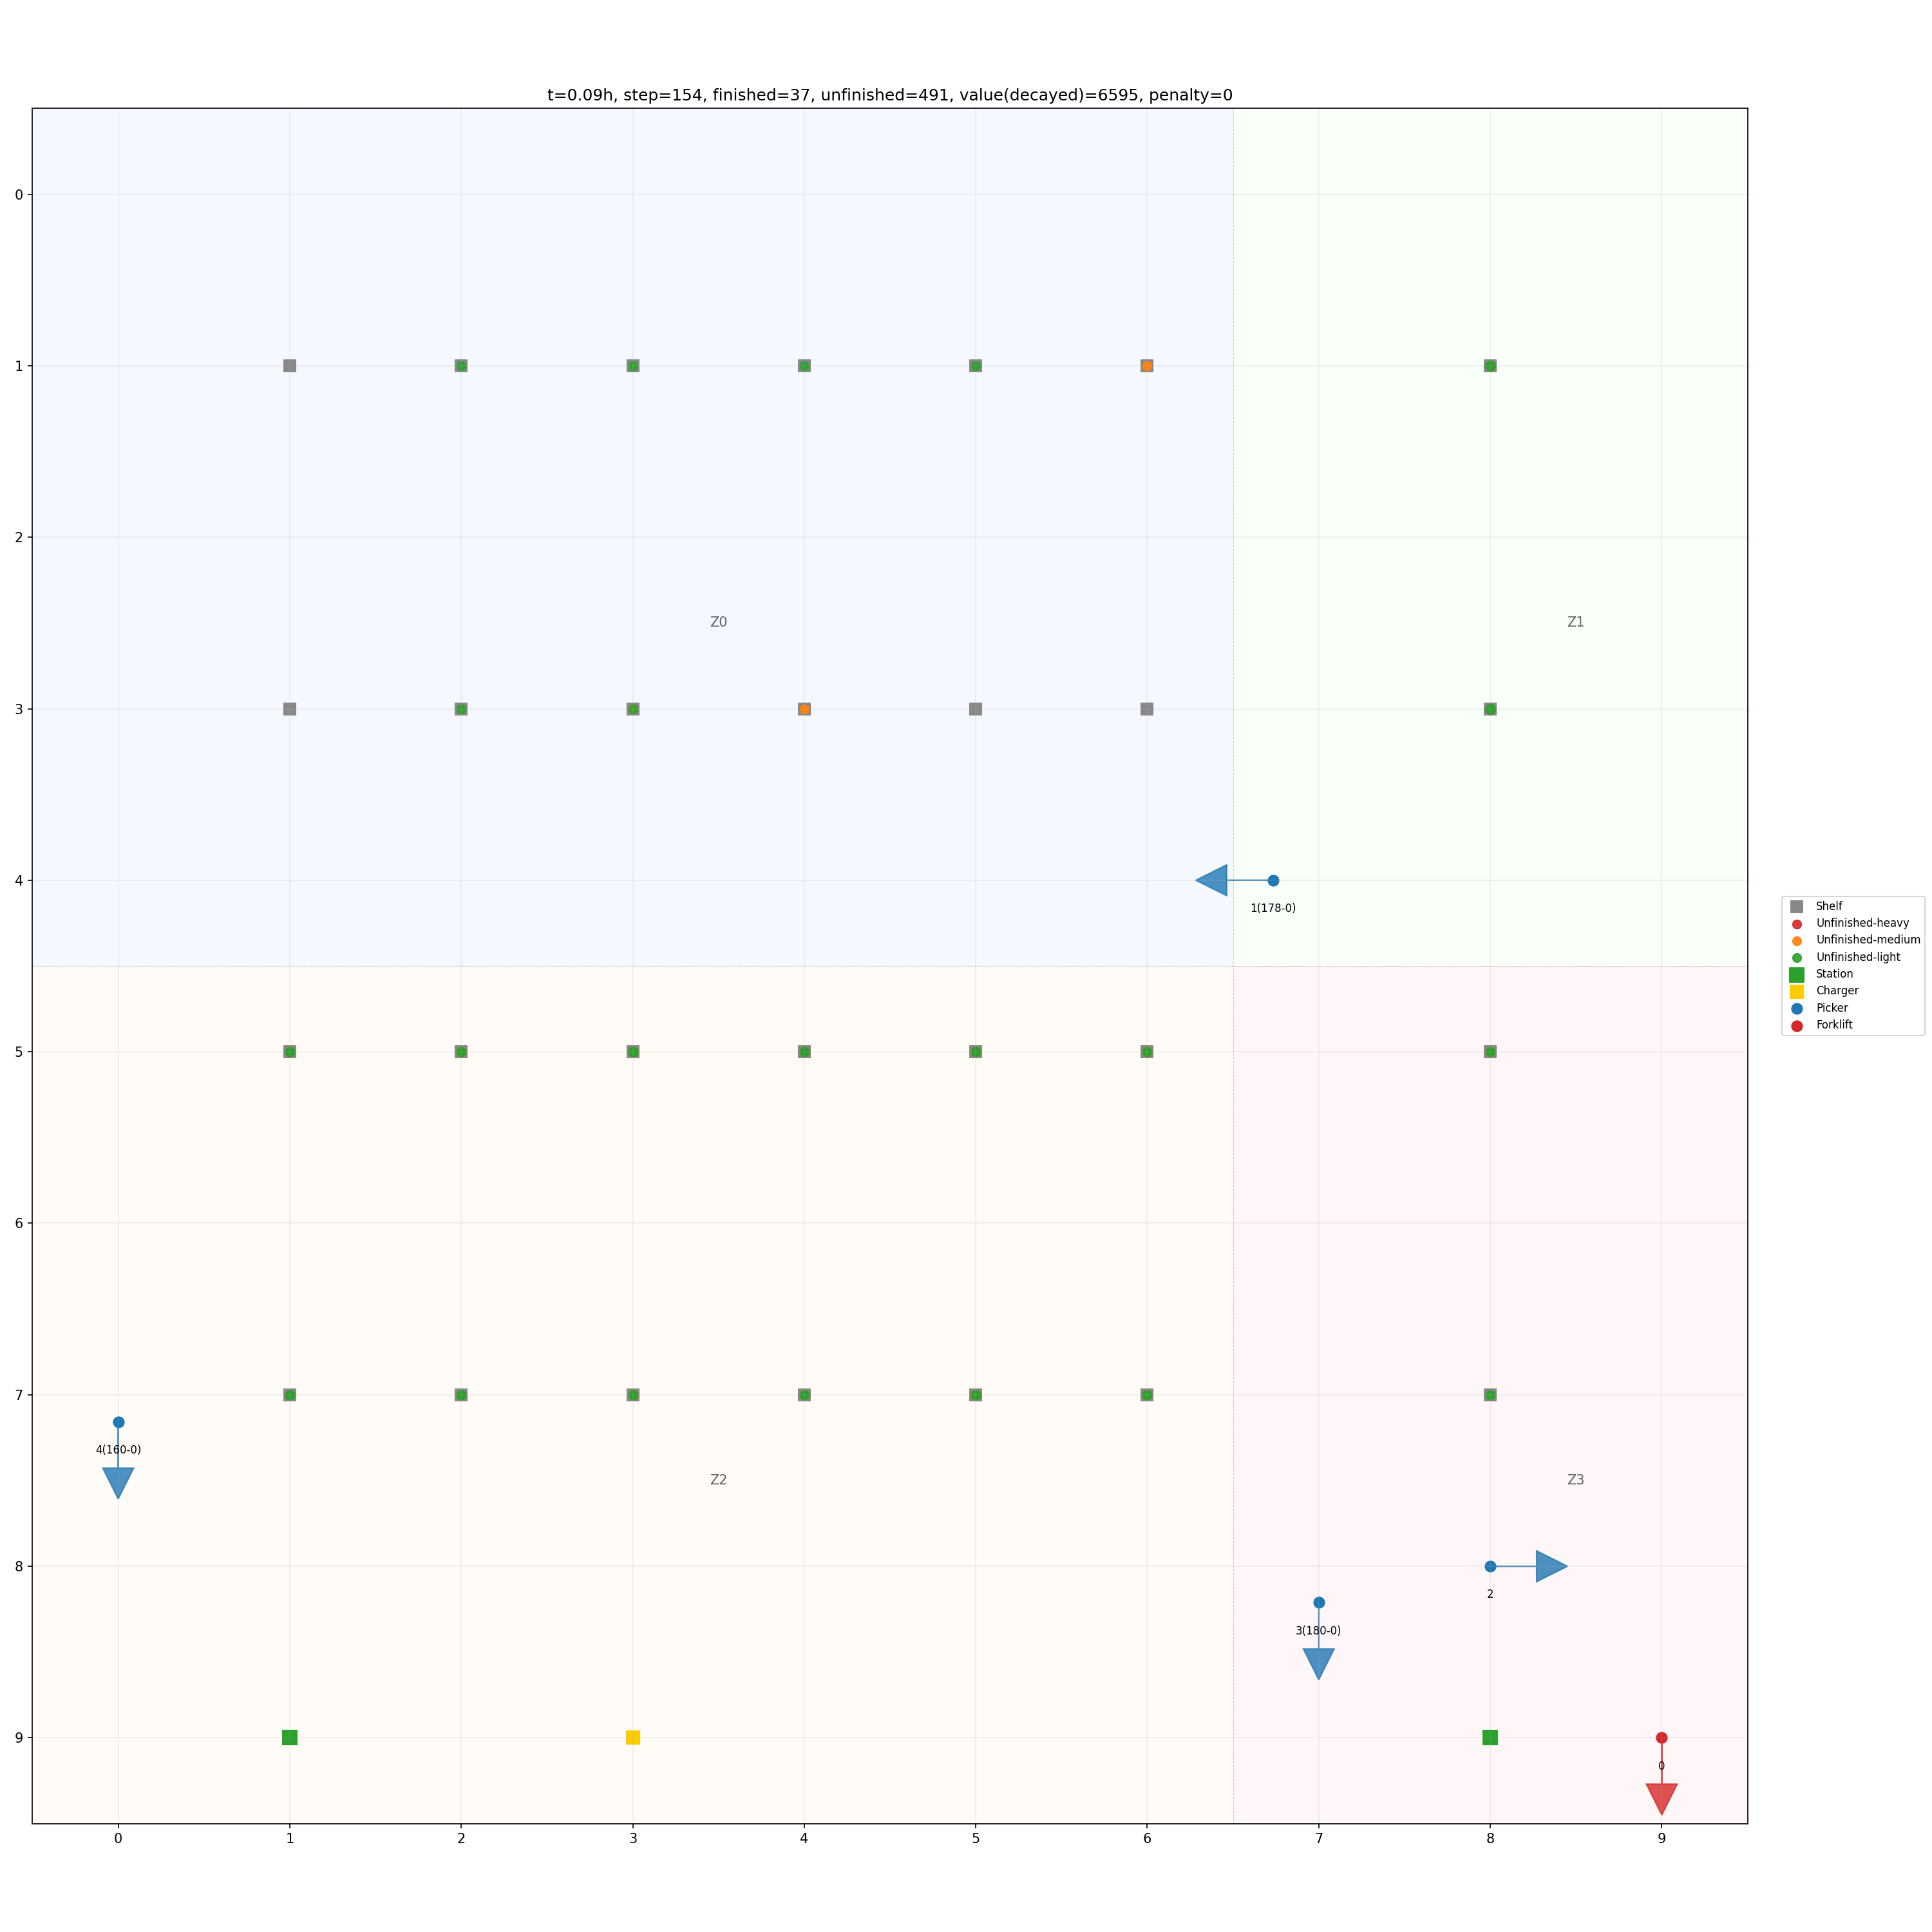 t=0.09h, step=154, finished=37, unfinished=491, value(decayed)=6595, penalty=0
0
1
2
Z0
Z1
3
4
1(178-0)
Shelf
Unfinished-heavy
Unfinished-medium
Unfinished-light
Station
Charger
Picker
Forklift
5
6
7
4(160-0)
Z2
Z3
8
2
3(180-0)
9
0
0 1 2 3 4 5 6 7 8 9